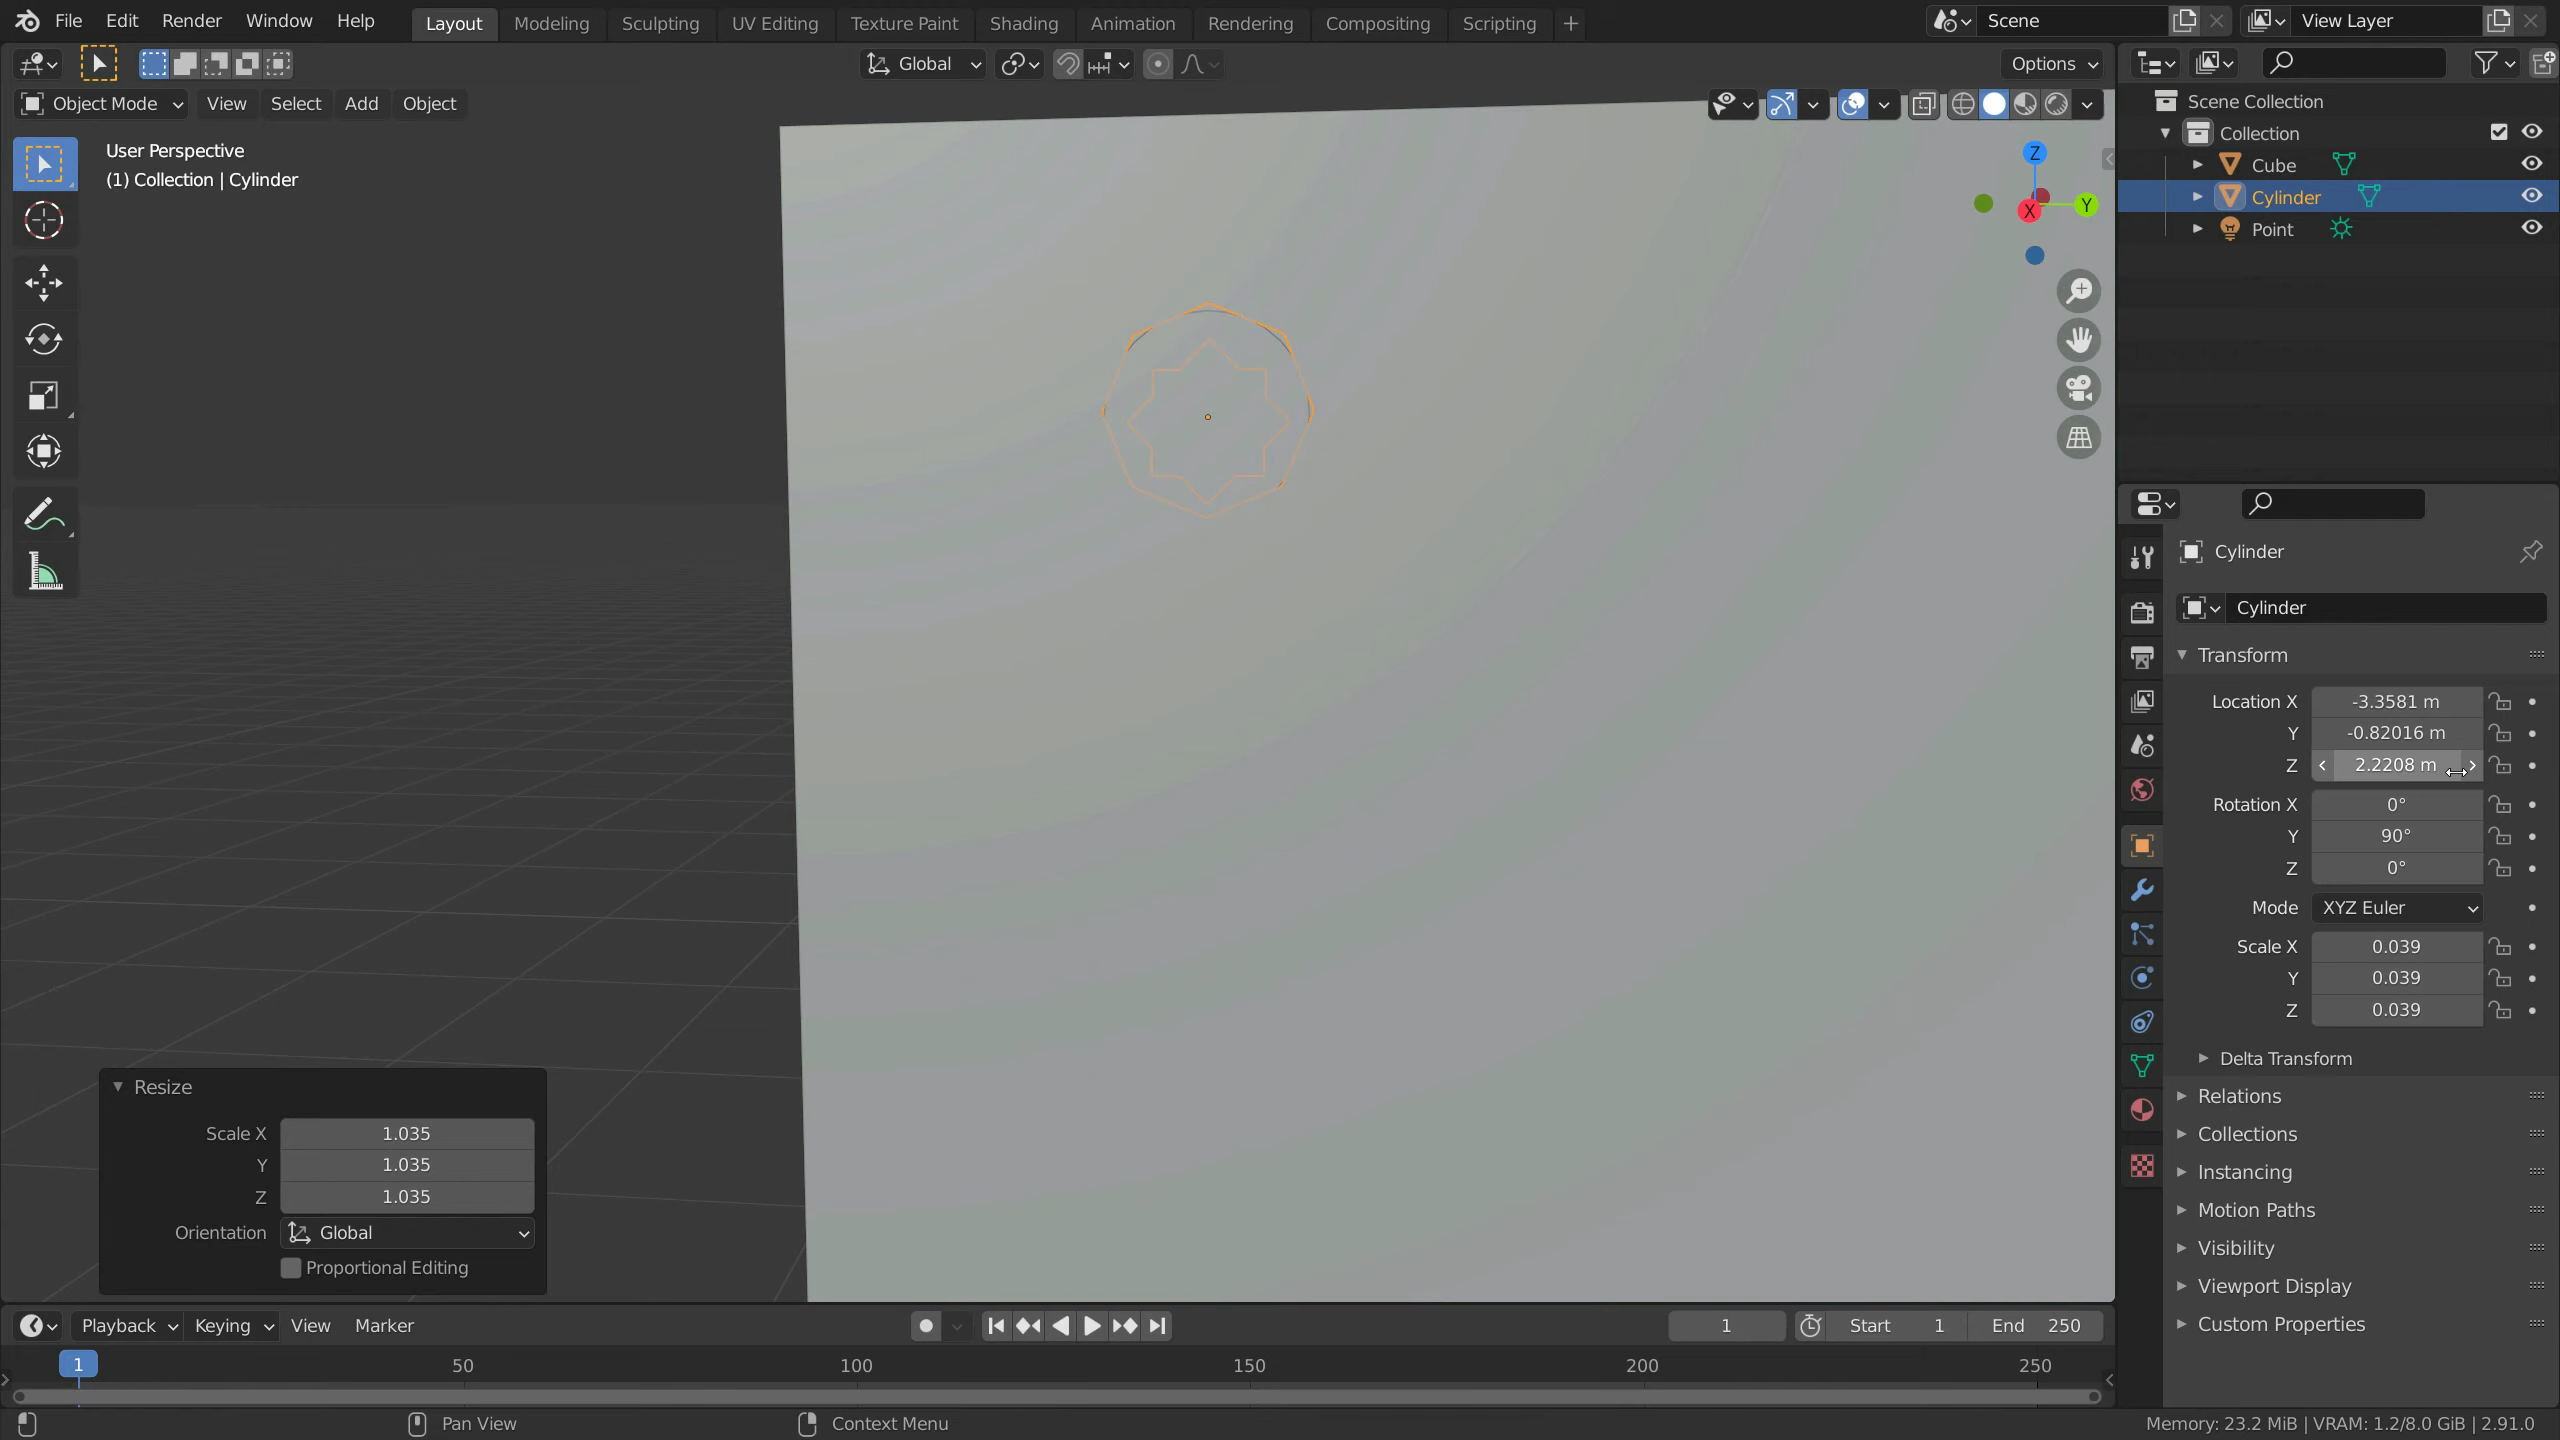 File Edit Render Window Help Layout Modeling Sculpting UV Editing Texture Paint Shading Animation Rendering Compositing Scripting + Scene View Layer
Global Options
Object Mode View Select Add Object
User Perspective
(1) Collection | Cylinder
Z
Y
X
Scene Collection
Collection
Cube
Cylinder
Point
Cylinder
Cylinder
Transform
Location X -3.3581 m
Y -0.82016 m
Z 2.2208 m
Rotation X 0°
Y 90°
Z 0°
Mode XYZ Euler
Scale X 0.039
Y 0.039
Z 0.039
Delta Transform
Relations
Collections
Instancing
Motion Paths
Visibility
Viewport Display
Custom Properties
Resize
Scale X 1.035
Y 1.035
Z 1.035
Orientation Global
Proportional Editing
Playback Keying View Marker 1 Start 1 End 250
1 50 100 150 200 250
Pan View Context Menu Memory: 23.2 MiB | VRAM: 1.2/8.0 GiB | 2.91.0